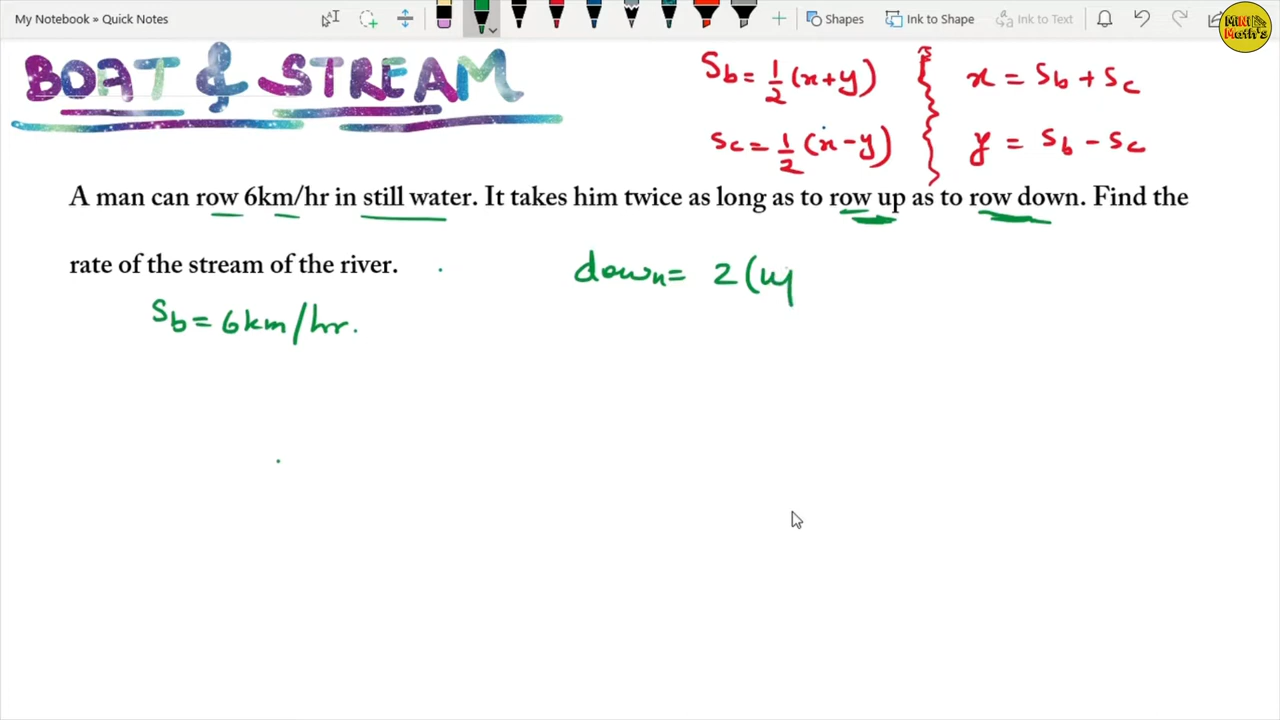 My Notebook » Quick Notes
Shapes
Ink to Shape
Ink to Text
MINI Math's
BOAT & STREAM
Sb = 1/2 (x+y)
x = Sb + Sc
Sc = 1/2 (x-y)
y = Sb - Sc
A man can row 6km/hr in still water. It takes him twice as long as to row up as to row down. Find the
rate of the stream of the river.
down = 2(up
Sb = 6km/hr.